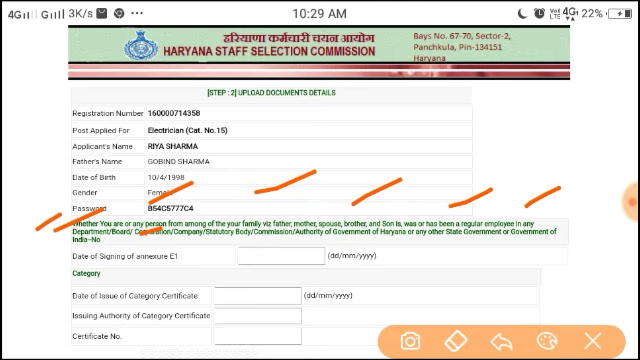 4G 3K/s 10:29 AM VoLTE 4G 22%
हरियाणा कर्मचारी चयन आयोग
HARYANA STAFF SELECTION COMMISSION
Bays No. 67-70, Sector-2,
Panchkula, Pin-134151
Haryana
[STEP : 2] UPLOAD DOCUMENTS DETAILS
Registration Number 160000714358
Post Applied For Electrician (Cat. No.15)
Applicant's Name RIYA SHARMA
Father's Name GOBIND SHARMA
Date of Birth 10/4/1998
Gender Female
Password B54C5777C4
Whether You are or any person from among of the your family viz father, mother, spouse, brother, and Son is, was or has been a regular employee in any
Department/Board/ Corporation/Company/Statutory Body/Commission/Authority of Government of Haryana or any other State Government or Government of
India-No
Date of Signing of annexure E1 (dd/mm/yyyy)
Category
Date of Issue of Category Certificate (dd/mm/yyyy)
Issuing Authority of Category Certificate
Certificate No.